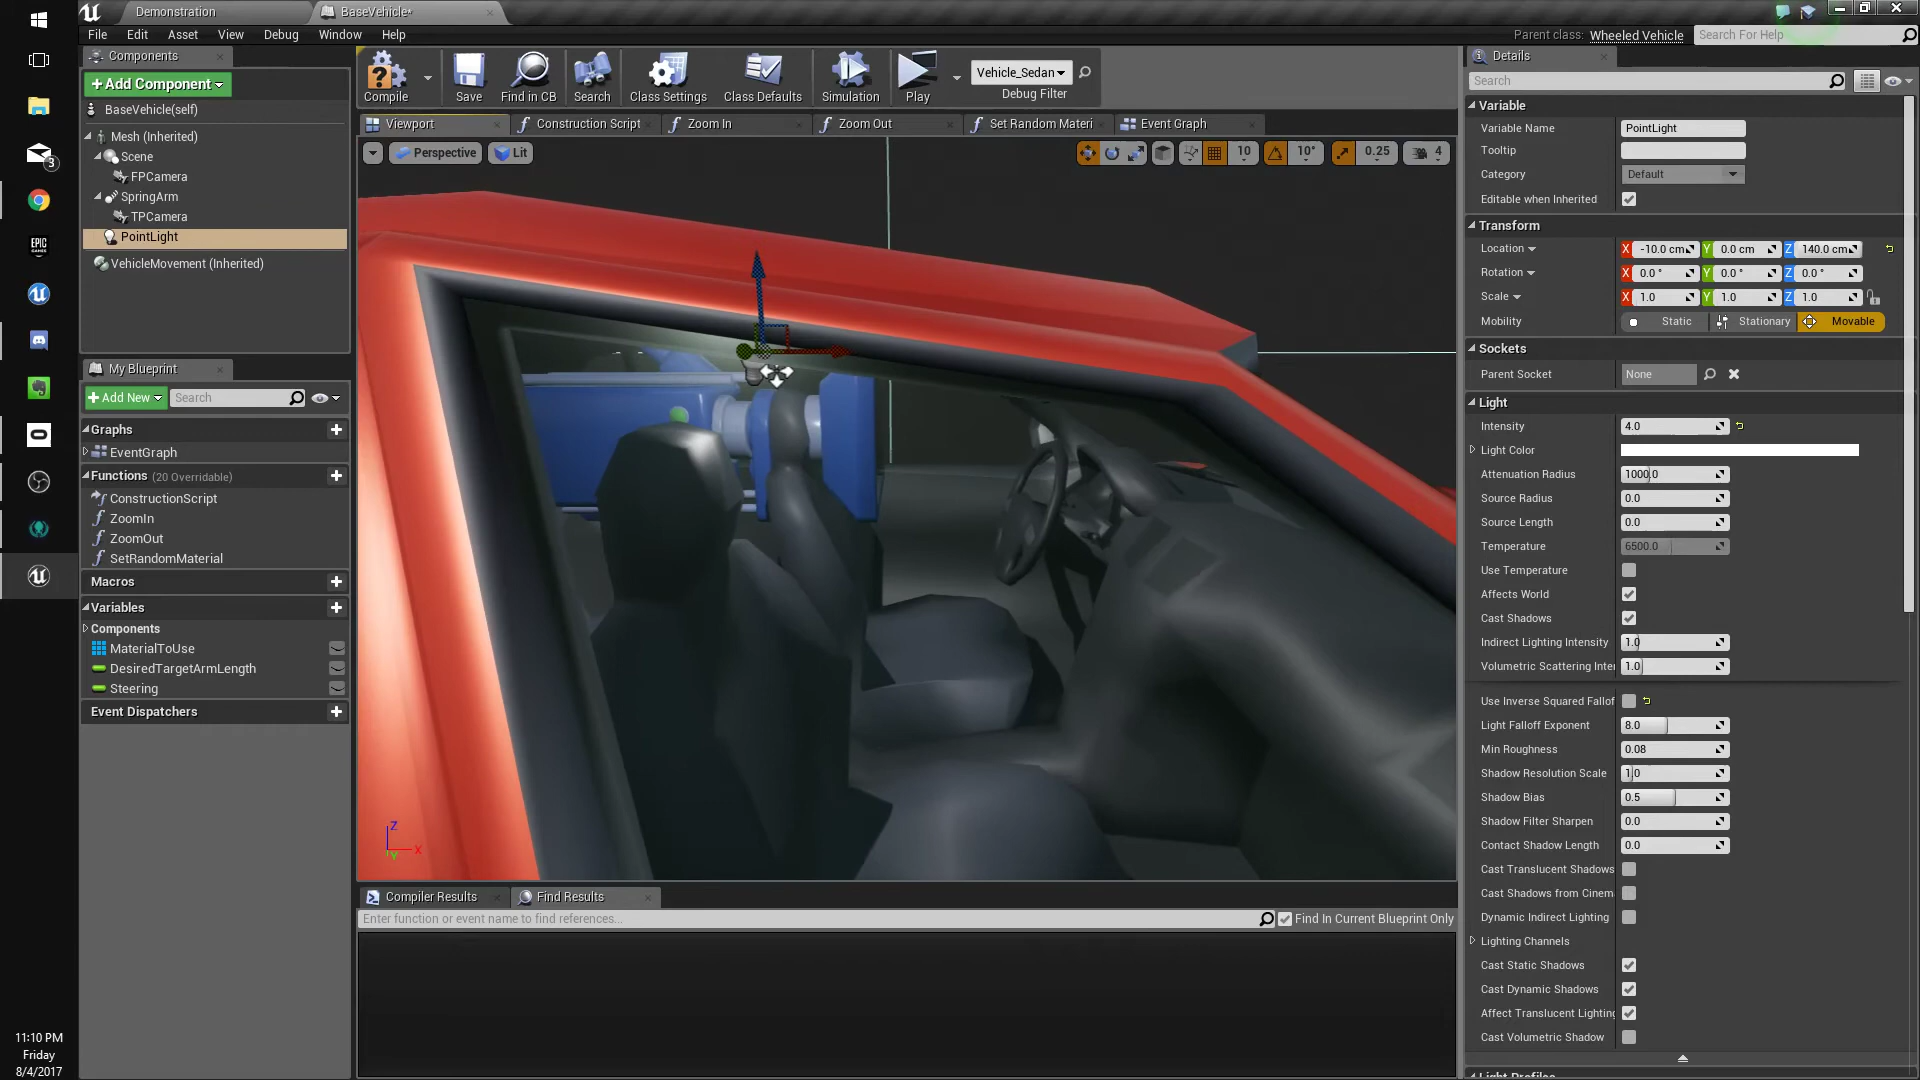 Demonstration
BaseVehicle*
File Edit Asset View Debug Window Help
Parent class: Wheeled Vehicle
Search For Help
Components
+Add Component
BaseVehicle(self)
Mesh (Inherited)
Scene
FPCamera
SpringArm
TPCamera
PointLight
VehicleMovement (Inherited)
My Blueprint
+Add New
Search
Graphs
EventGraph
Functions (20 Overridable)
ConstructionScript
ZoomIn
ZoomOut
SetRandomMaterial
Macros
Variables
Components
MaterialToUse
DesiredTargetArmLength
Steering
Event Dispatchers
Compile
Save
Find in CB
Search
Class Settings
Class Defaults
Simulation
Play
Vehicle_Sedan
Debug Filter
Viewport
Construction Script
Zoom In
Zoom Out
Set Random Materi
Event Graph
Perspective
Lit
10
10°
0.25
4
Z
X
Y
Compiler Results
Find Results
Enter function or event name to find references...
Find In Current Blueprint Only
Details
Search
Variable
Variable Name PointLight
Tooltip
Category Default
Editable when Inherited
Transform
Location X -10.0 cm Y 0.0 cm Z 140.0 cm
Rotation X 0.0 ° Y 0.0 ° Z 0.0 °
Scale X 1.0 Y 1.0 Z 1.0
Mobility Static Stationary Movable
Sockets
Parent Socket None
Light
Intensity 4.0
Light Color
Attenuation Radius 1000.0
Source Radius 0.0
Source Length 0.0
Temperature 6500.0
Use Temperature
Affects World
Cast Shadows
Indirect Lighting Intensity 1.0
Volumetric Scattering Inte 1.0
Use Inverse Squared Fallof
Light Falloff Exponent 8.0
Min Roughness 0.08
Shadow Resolution Scale 1.0
Shadow Bias 0.5
Shadow Filter Sharpen 0.0
Contact Shadow Length 0.0
Cast Translucent Shadows
Cast Shadows from Cinem
Dynamic Indirect Lighting
Lighting Channels
Cast Static Shadows
Cast Dynamic Shadows
Affect Translucent Lighting
Cast Volumetric Shadow
Light Profiles
3
EPIC
GAMES
11:10 PM
Friday
8/4/2017